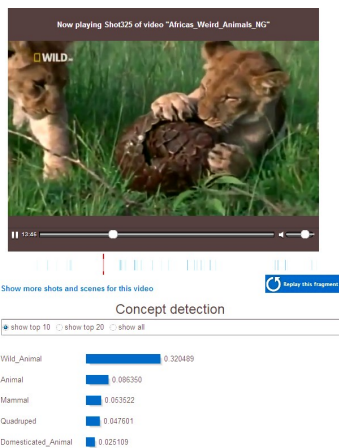 Now playing Shot325 of video "Africas_Weird_Animals_NG"
WILD
13:45
Show more shots and scenes for this video
Replay this fragment
Concept detection
show top 10 show top 20 show all
Wild_Animal 0.320489
Animal 0.086350
Mammal 0.053522
Quadruped 0.047601
Domesticated_Animal 0.025109